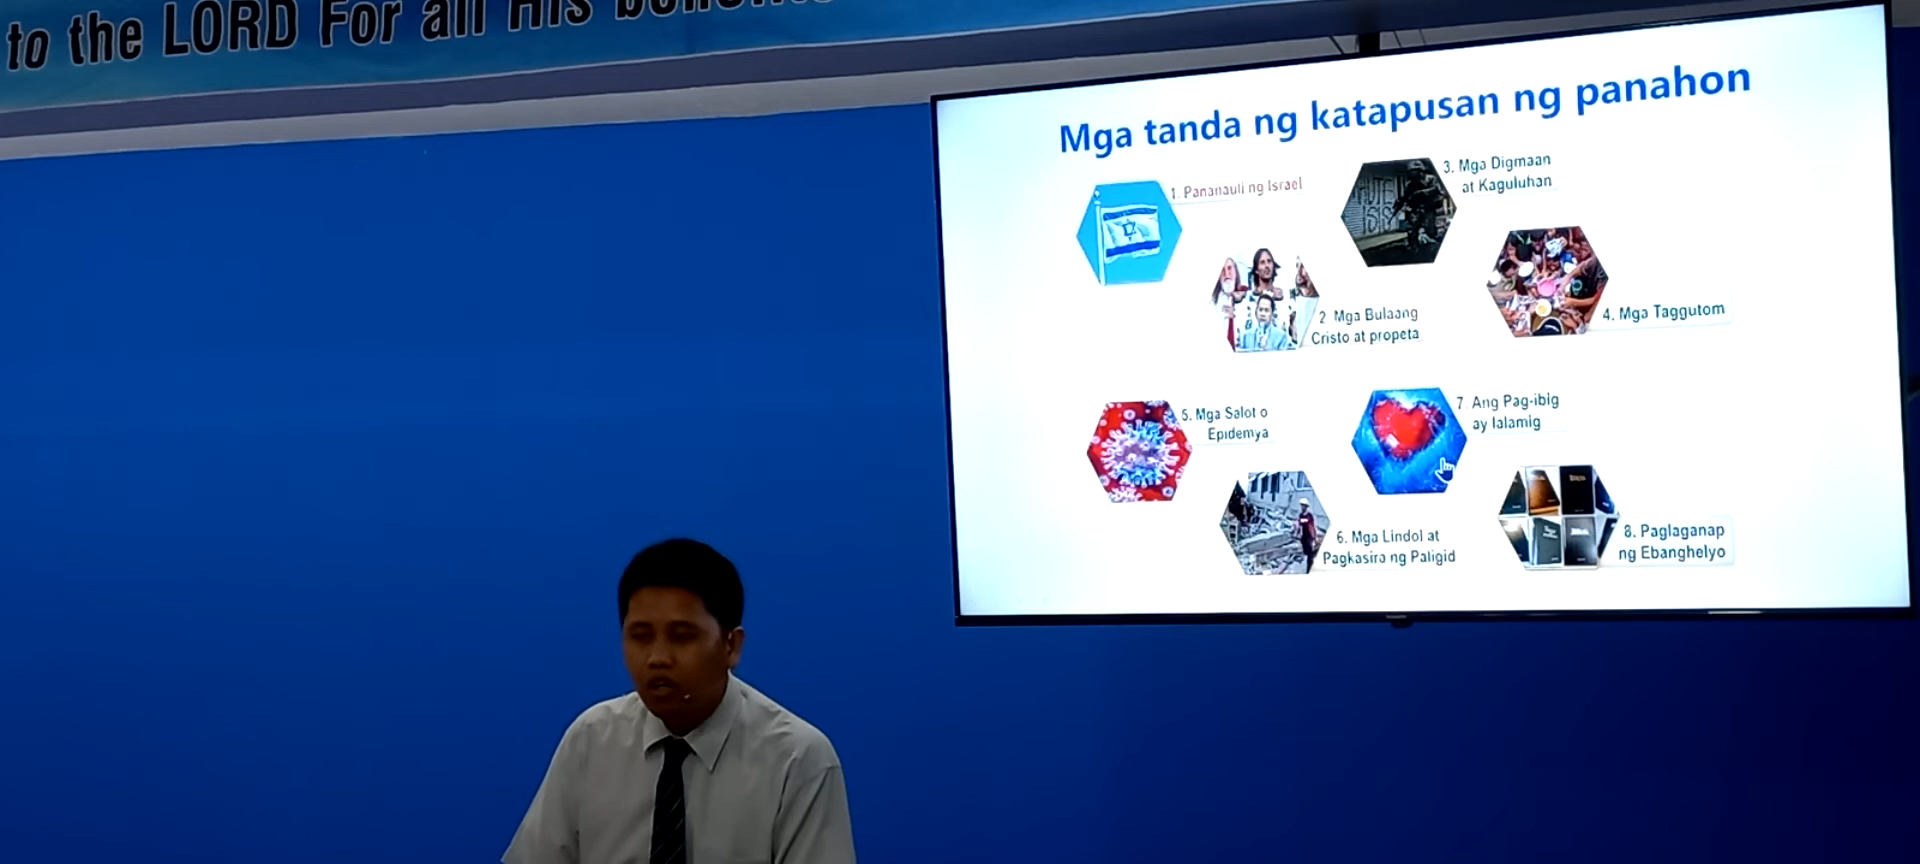 to the LORD For all His
Mga tanda ng katapusan ng panahon
1. Pananauli ng Israel
2 Mga Bulaang
Cristo at propeta
3. Mga Digmaan
at Kaguluhan
4. Mga Taggutom
5. Mga Salot o
Epidemya
6. Mga Lindol at
Pagkasira ng Paligid
7 Ang Pag-ibig
ay lalamig
8. Paglaganap
ng Ebanghelyo